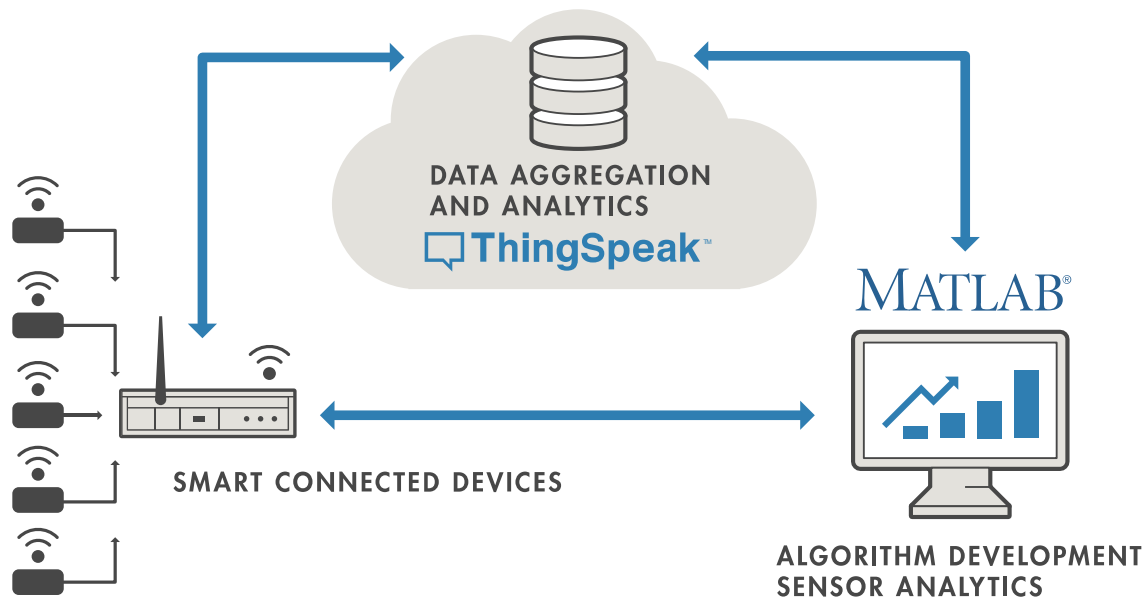 DATA AGGREGATION
AND ANALYTICS
ThingSpeak™
MATLAB®
SMART CONNECTED DEVICES
ALGORITHM DEVELOPMENT
SENSOR ANALYTICS